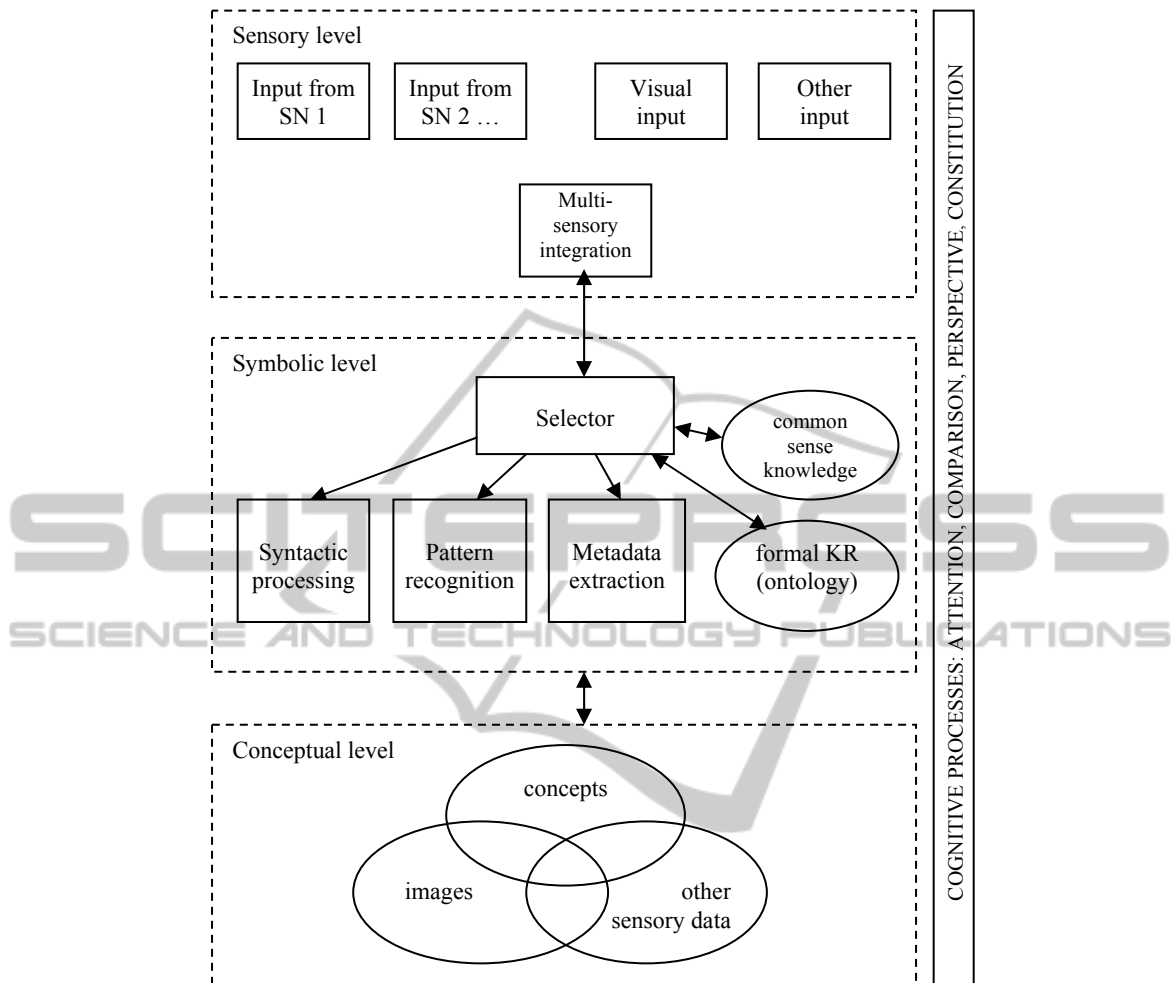 Sensory level
Input from
SN 1
Input from
SN 2 …
Visual
input
Other
input
Multi-
sensory
integration
Symbolic level
Selector
common
sense
knowledge
Syntactic
processing
Pattern
recognition
Metadata
extraction
formal KR
(ontology)
Conceptual level
concepts
images
other
sensory data
COGNITIVE PROCESSES: ATTENTION, COMPARISON, PERSPECTIVE, CONSTITUTION
SCITEPRESS
SCIENCE AND TECHNOLOGY PUBLICATIONS